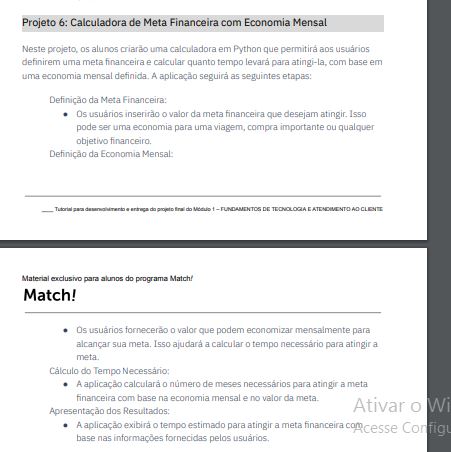 Projeto 6: Calculadora de Meta Financeira com Economia Mensal
Neste projeto, os alunos criarão uma calculadora em Python que permitirá aos usuários
definirem uma meta financeira e calcular quanto tempo levará para atingi-la, com base em
uma economia mensal definida. A aplicação seguirá as seguintes etapas:
Definição da Meta Financeira:
● Os usuários inserirão o valor da meta financeira que desejam atingir. Isso
pode ser uma economia para uma viagem, compra importante ou qualquer
objetivo financeiro.
Definição da Economia Mensal:
____ Tutorial para desenvolvimento e entrega do projeto final do Módulo 1 – FUNDAMENTOS DE TECNOLOGIA E ATENDIMENTO AO CLIENTE
Material exclusivo para alunos do programa Match!
Match!
● Os usuários fornecerão o valor que podem economizar mensalmente para
alcançar sua meta. Isso ajudará a calcular o tempo necessário para atingir a
meta.
Cálculo do Tempo Necessário:
● A aplicação calculará o número de meses necessários para atingir a meta
financeira com base na economia mensal e no valor da meta.
Apresentação dos Resultados:
● A aplicação exibirá o tempo estimado para atingir a meta financeira com
base nas informações fornecidas pelos usuários.
Ativar o Wi
Acesse Configu